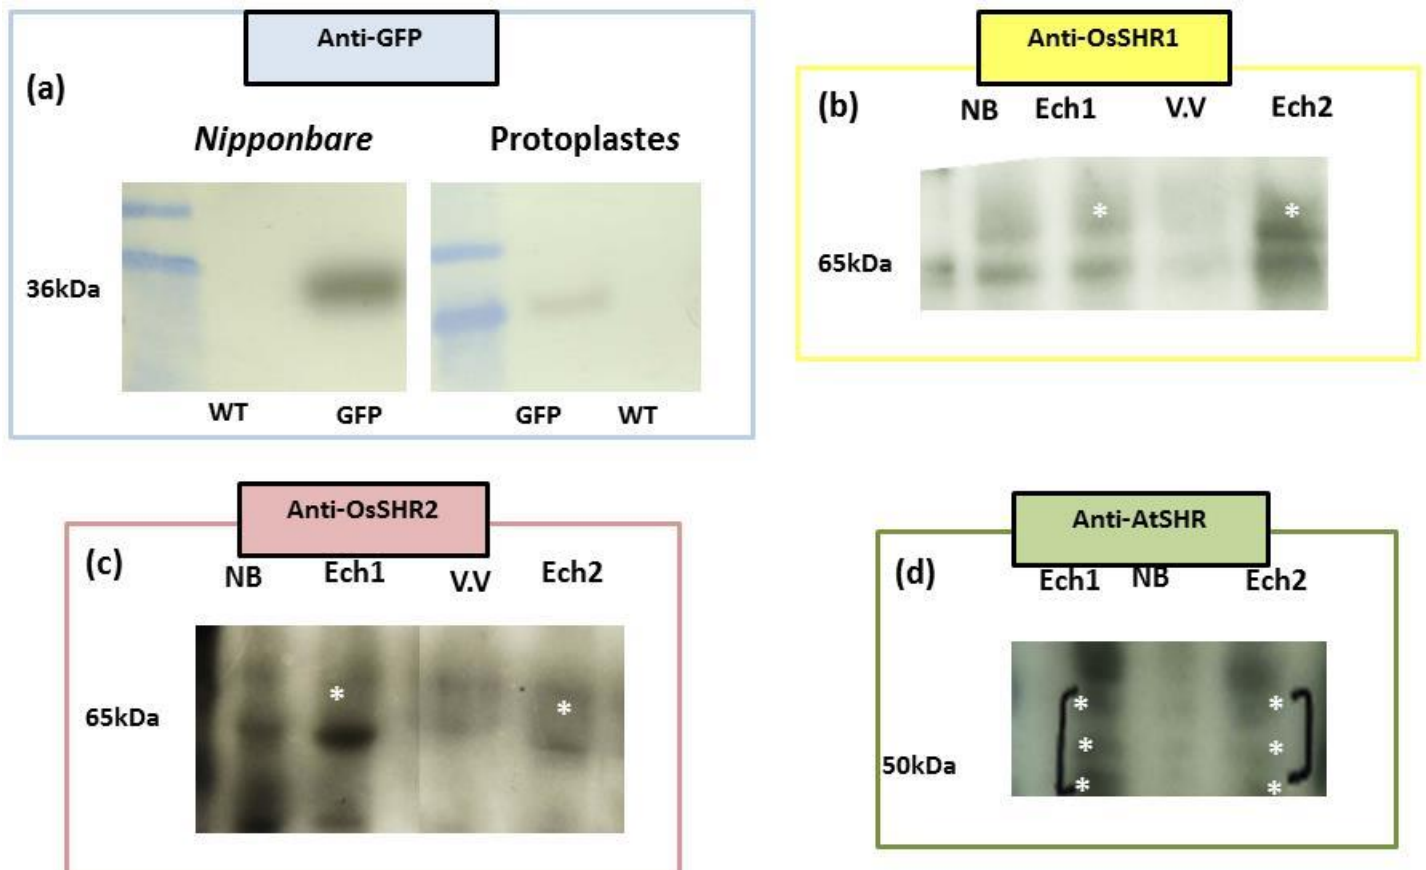 Anti-GFP
(a)
Nipponbare Protoplastes
36kDa
WT GFP GFP WT
Anti-OsSHR1
(b)
NB Ech1 V.V Ech2
*
*
65kDa
Anti-OsSHR2
(c)
NB Ech1 V.V Ech2
*
*
65kDa
Anti-AtSHR
(d)
Ech1 NB Ech2
* *
* *
* *
50kDa